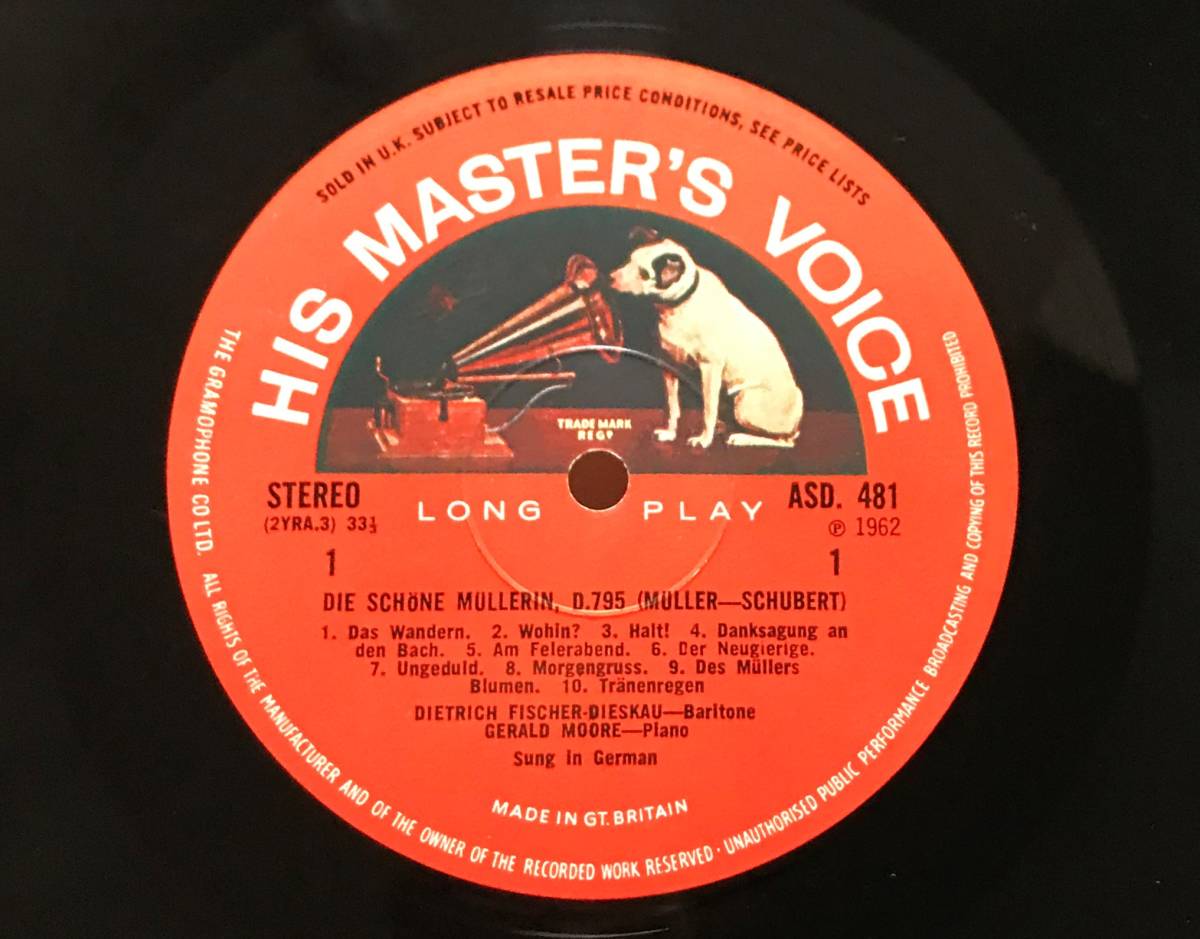 SOLD IN U.K. SUBJECT TO RESALE PRICE CONDITIONS, SEE PRICE LISTS
HIS MASTER'S VOICE
TRADE MARK
REGD
STEREO
(2YRA.3) 33⅓
1
LONG PLAY
ASD. 481
℗ 1962
1
DIE SCHÖNE MULLERIN, D.795 (MÜLLER—SCHUBERT)
1. Das Wandern. 2. Wohin? 3. Halt! 4. Danksagung an
den Bach. 5. Am Feierabend. 6. Der Neugierige.
7. Ungeduld. 8. Morgengruss. 9. Des Müllers
Blumen. 10. Tränenregen
DIETRICH FISCHER-DIESKAU—Baritone
GERALD MOORE—Piano
Sung in German
MADE IN GT. BRITAIN
THE GRAMOPHONE CO LTD. ALL RIGHTS OF THE MANUFACTURER AND OF THE OWNER OF THE RECORDED WORK RESERVED · UNAUTHORISED PUBLIC PERFORMANCE BROADCASTING AND COPYING OF THIS RECORD PROHIBITED